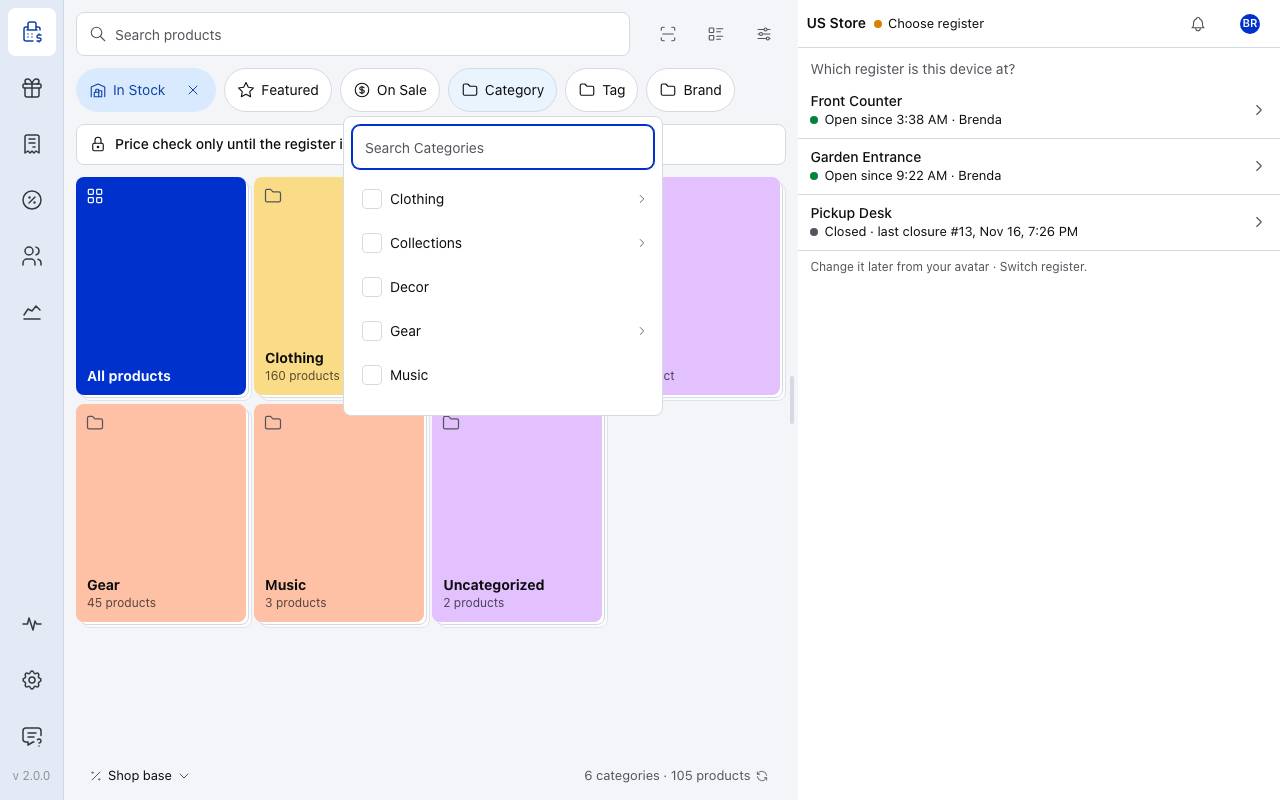 Search products
In Stock
Featured
On Sale
Category
Tag
Brand
Price check only until the register i
Search Categories
Clothing
Collections
Decor
Gear
Music
All products
Clothing
160 products
ct
Gear
45 products
Music
3 products
Uncategorized
2 products
v 2.0.0
Shop base
6 categories · 105 products
US Store
Choose register
BR
Which register is this device at?
Front Counter
Open since 3:38 AM · Brenda
Garden Entrance
Open since 9:22 AM · Brenda
Pickup Desk
Closed · last closure #13, Nov 16, 7:26 PM
Change it later from your avatar · Switch register.